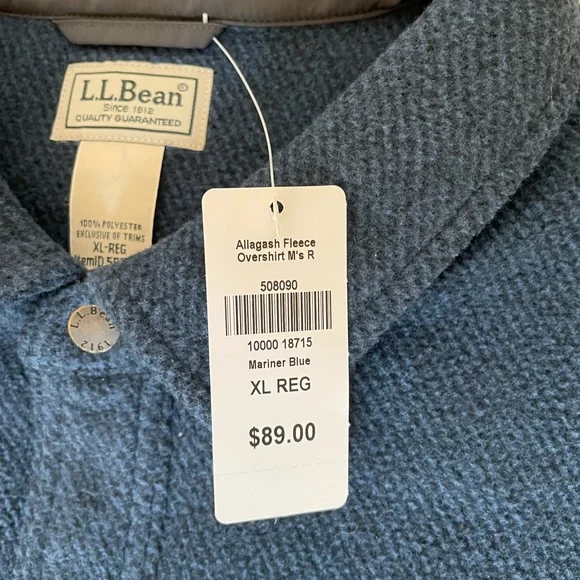 L.L.Bean®
Since 1912
QUALITY GUARANTEED
100% POLYESTER
EXCLUSIVE OF TRIMS
XL-REG
ItemID
L.L.Bean
1912
Allagash Fleece
Overshirt M's R
508090
10000 18715
Mariner Blue
XL REG
$89.00